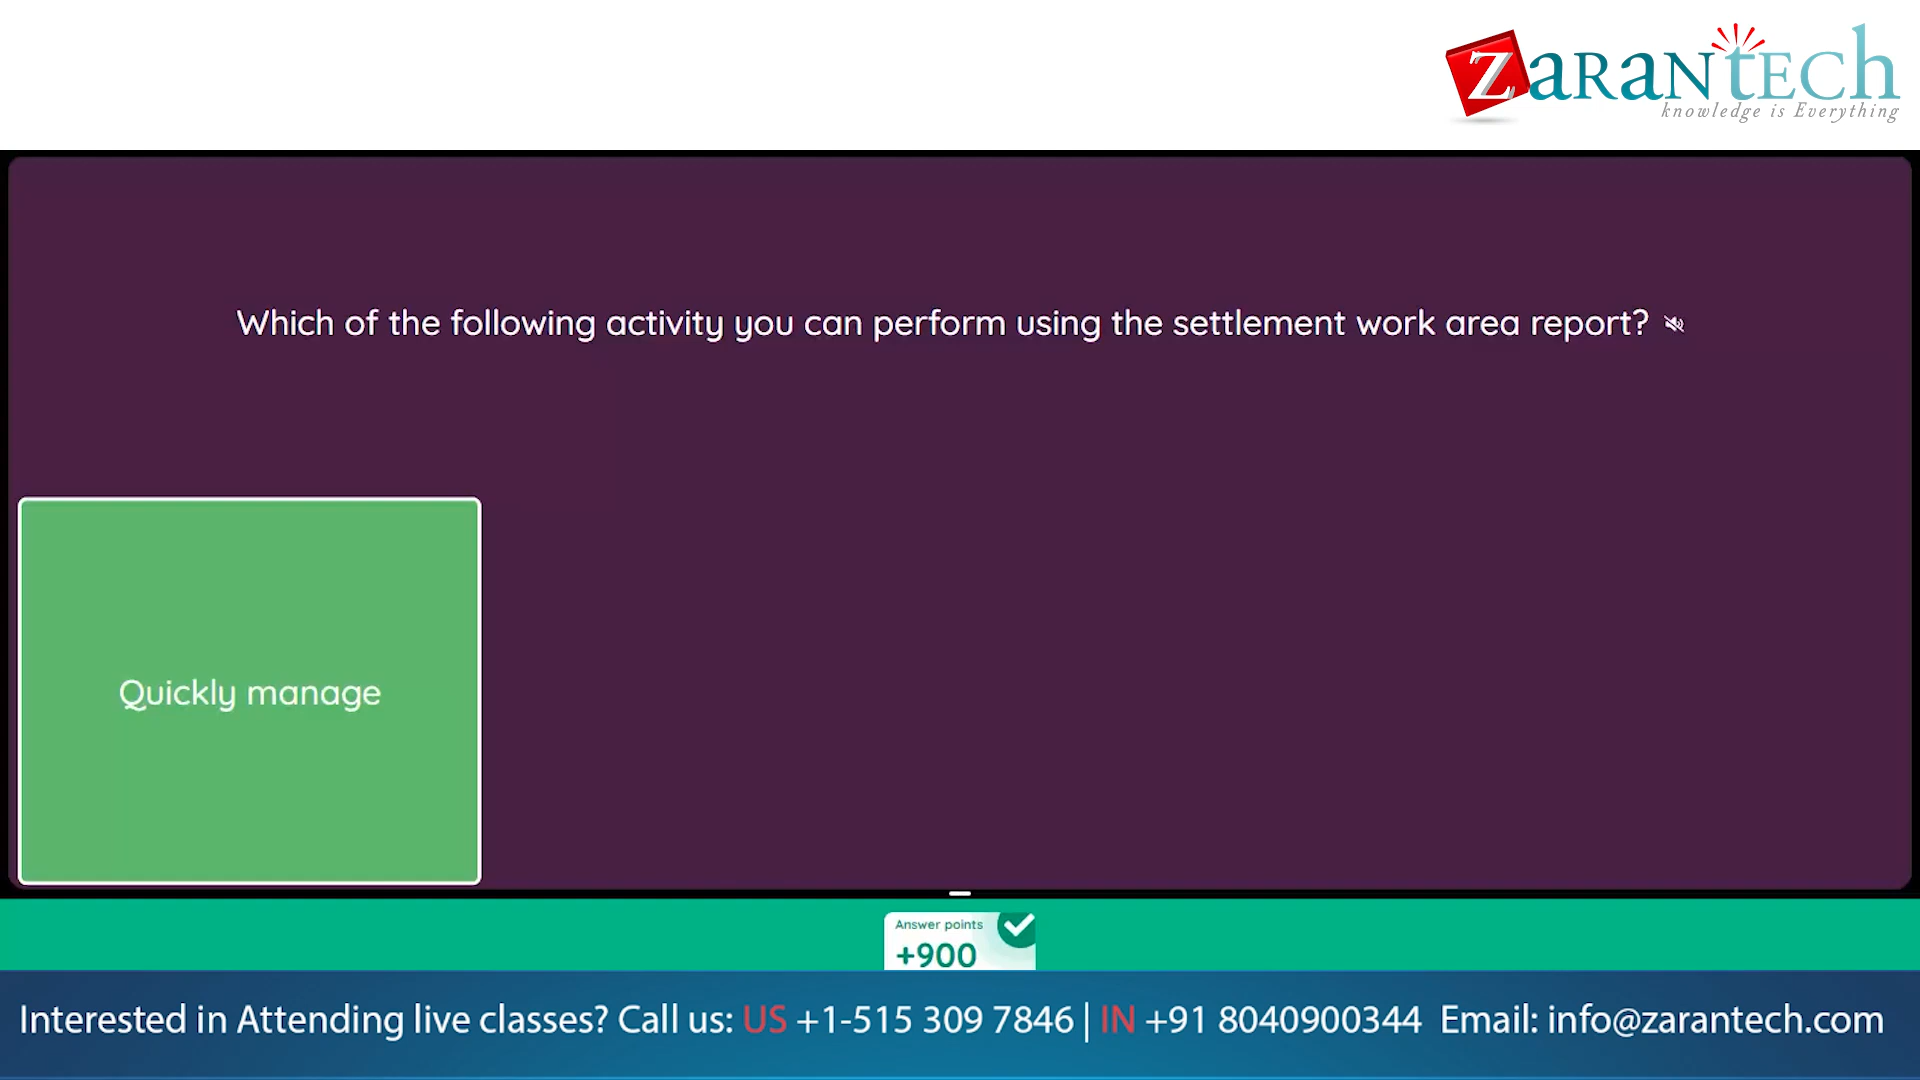 ZaranTech
knowledge is Everything
Which of the following activity you can perform using the settlement work area report?
Quickly manage
Answer points
+900
Interested in Attending live classes? Call us: US +1-515 309 7846 | IN +91 8040900344 Email: info@zarantech.com